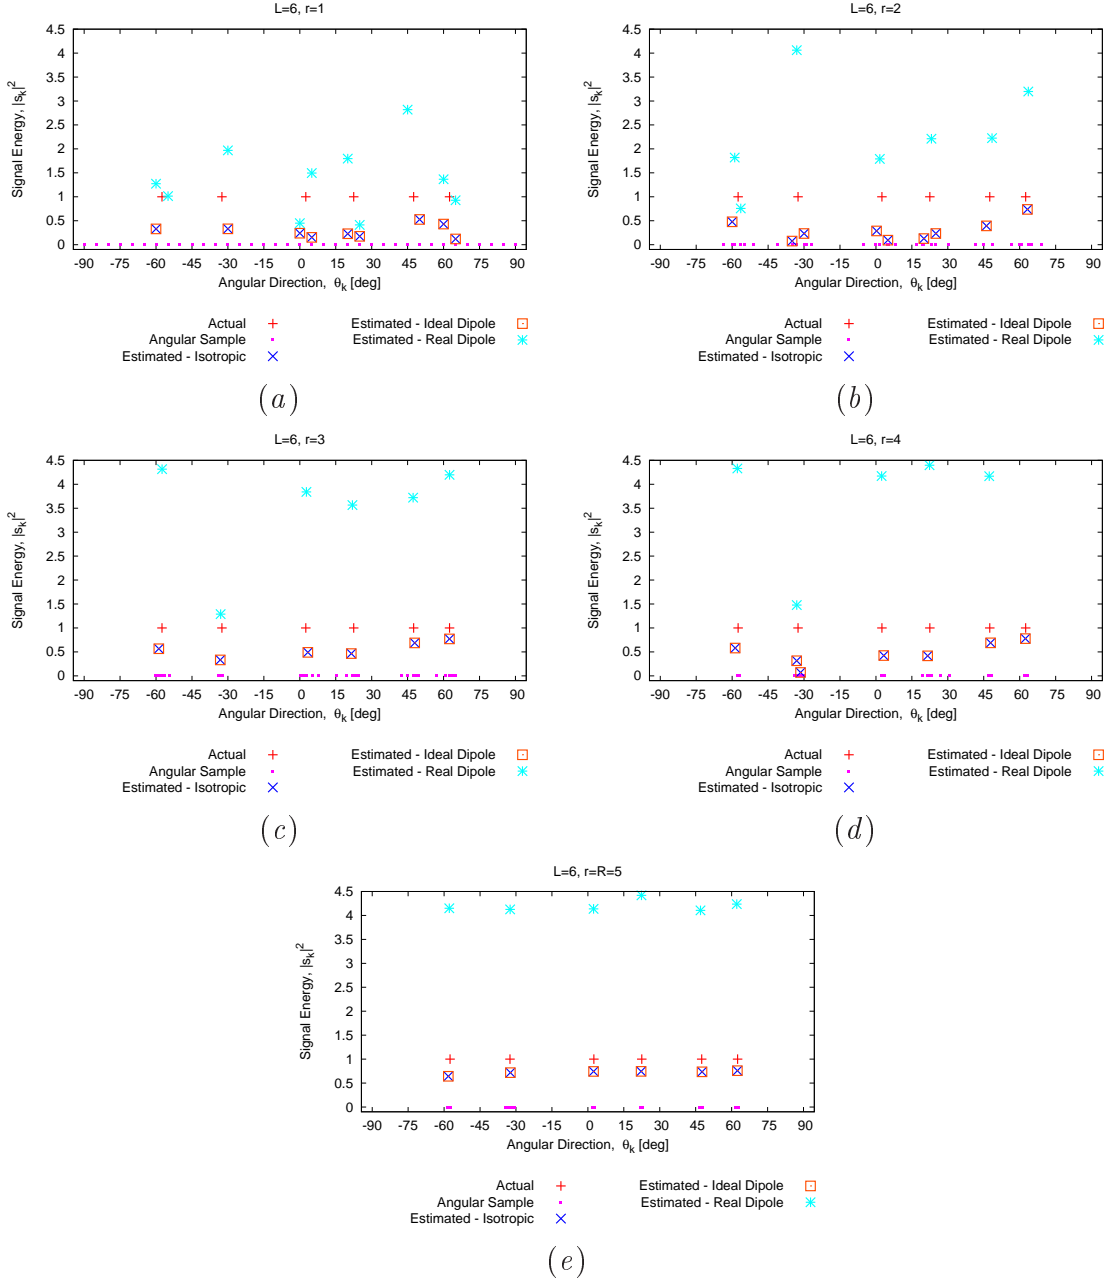 L=6, r=1
4.5
4
3.5
3
2.5
2
1.5
1
0.5
0
Signal Energy, |s_k|^2
-90 -75 -60 -45 -30 -15 0 15 30 45 60 75 90
Angular Direction, θ_k [deg]
Actual
Angular Sample
Estimated - Isotropic
Estimated - Ideal Dipole
Estimated - Real Dipole
(a)
L=6, r=2
4.5
4
3.5
3
2.5
2
1.5
1
0.5
0
Signal Energy, |s_k|^2
-90 -75 -60 -45 -30 -15 0 15 30 45 60 75 90
Angular Direction, θ_k [deg]
Actual
Angular Sample
Estimated - Isotropic
Estimated - Ideal Dipole
Estimated - Real Dipole
(b)
L=6, r=3
4.5
4
3.5
3
2.5
2
1.5
1
0.5
0
Signal Energy, |s_k|^2
-90 -75 -60 -45 -30 -15 0 15 30 45 60 75 90
Angular Direction, θ_k [deg]
Actual
Angular Sample
Estimated - Isotropic
Estimated - Ideal Dipole
Estimated - Real Dipole
(c)
L=6, r=4
4.5
4
3.5
3
2.5
2
1.5
1
0.5
0
Signal Energy, |s_k|^2
-90 -75 -60 -45 -30 -15 0 15 30 45 60 75 90
Angular Direction, θ_k [deg]
Actual
Angular Sample
Estimated - Isotropic
Estimated - Ideal Dipole
Estimated - Real Dipole
(d)
L=6, r=R=5
4.5
4
3.5
3
2.5
2
1.5
1
0.5
0
Signal Energy, |s_k|^2
-90 -75 -60 -45 -30 -15 0 15 30 45 60 75 90
Angular Direction, θ_k [deg]
Actual
Angular Sample
Estimated - Isotropic
Estimated - Ideal Dipole
Estimated - Real Dipole
(e)